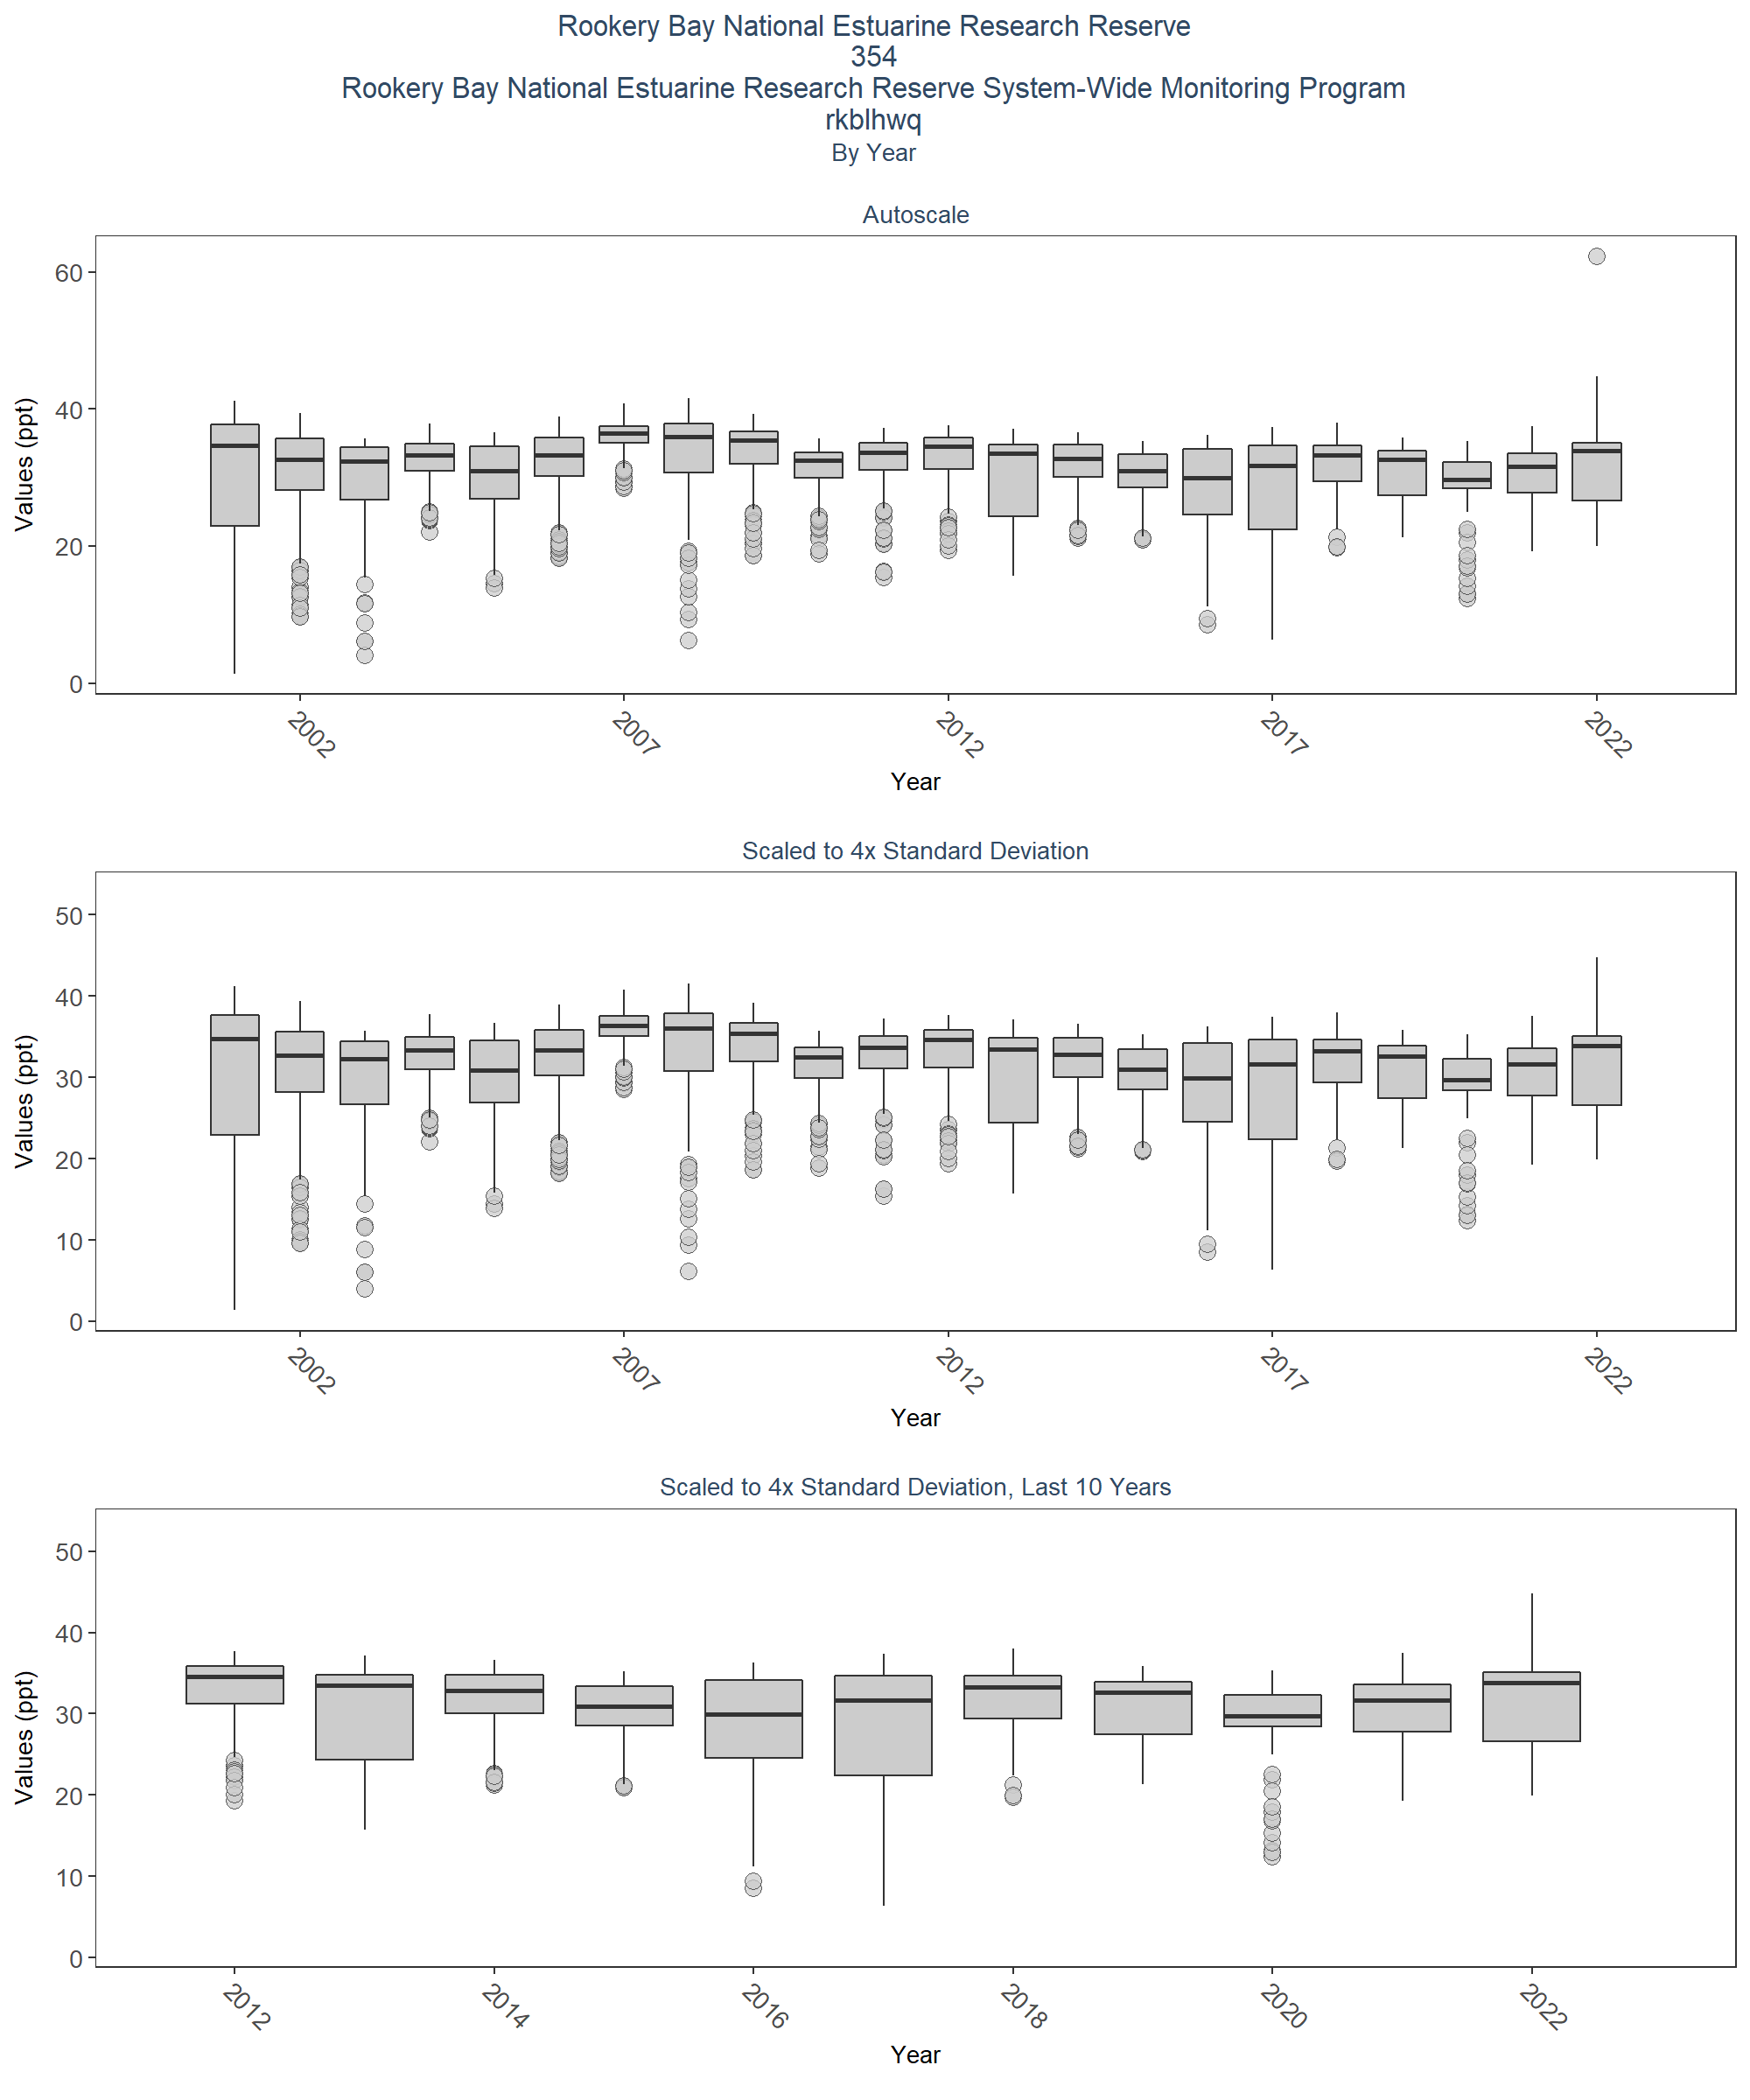 Rookery Bay National Estuarine Research Reserve
354
Rookery Bay National Estuarine Research Reserve System-Wide Monitoring Program
rkblhwq
By Year
Autoscale
Values (ppt)
60
40
20
0
2002
2007
2012
2017
2022
Year
Scaled to 4x Standard Deviation
Values (ppt)
50
40
30
20
10
0
2002
2007
2012
2017
2022
Year
Scaled to 4x Standard Deviation, Last 10 Years
Values (ppt)
50
40
30
20
10
0
2012
2014
2016
2018
2020
2022
Year